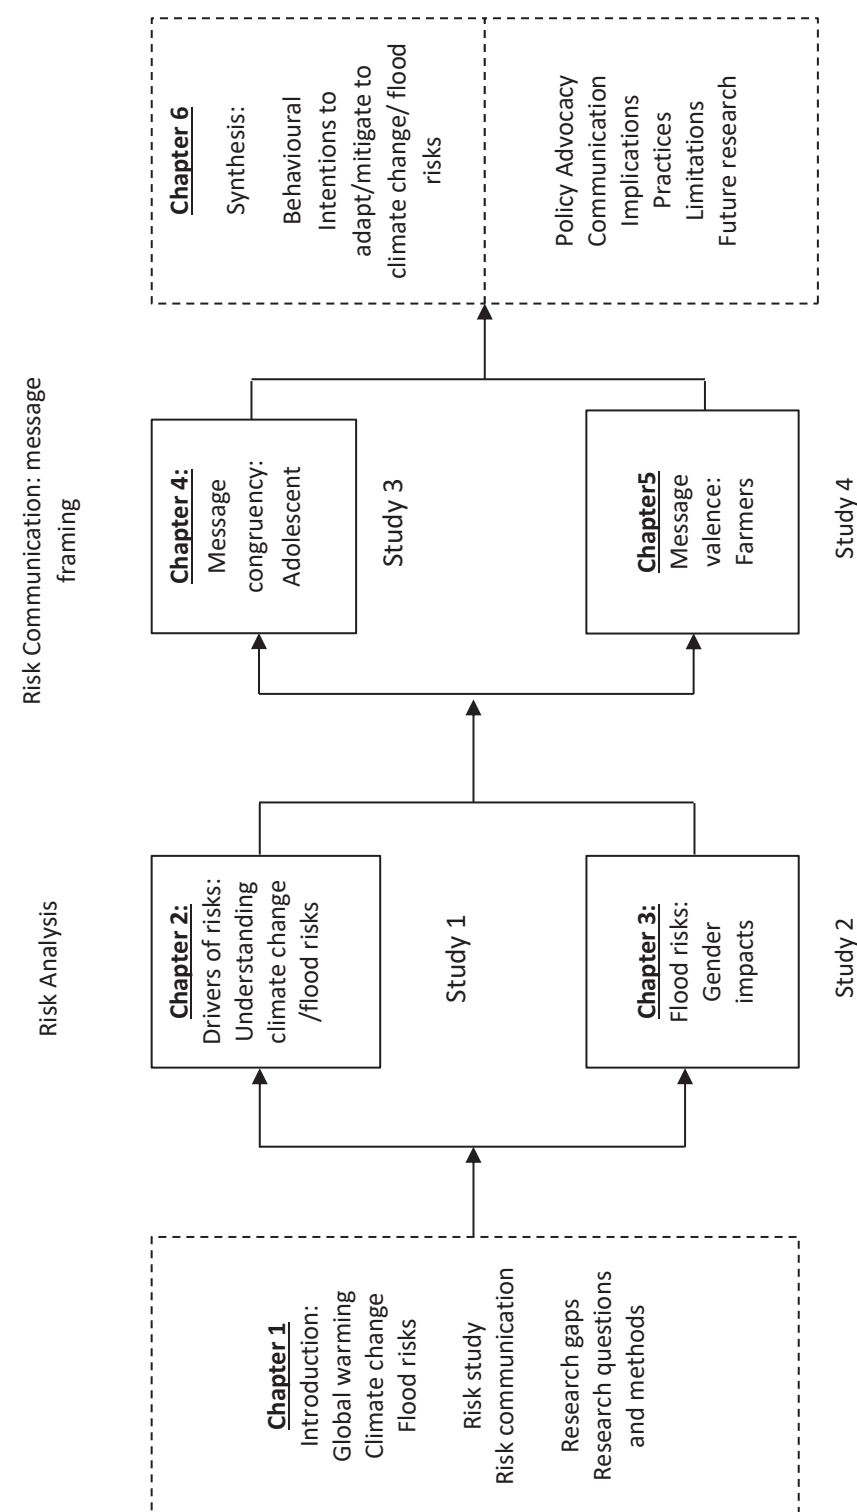 Chapter 1
Introduction:
Global warming
Climate change
Flood risks
Risk study
Risk communication
Research gaps
Research questions
and methods
Risk Analysis
Chapter 2:
Drivers of risks:
Understanding
climate change
/flood risks
Study 1
Chapter 3:
Flood risks:
Gender
impacts
Study 2
Risk Communication: message
framing
Chapter 4:
Message
congruency:
Adolescent
Study 3
Chapter5
Message
valence:
Farmers
Study 4
Chapter 6
Synthesis:
Behavioural
Intentions to
adapt/mitigate to
climate change/ flood
risks
Policy Advocacy
Communication
Implications
Practices
Limitations
Future research